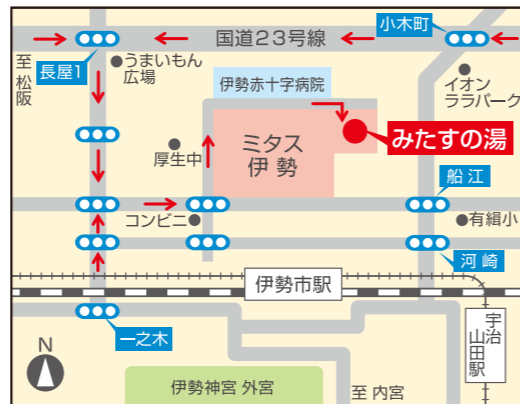 国道23号線
小木町
長屋1
至 松阪
うまいもん
広場
伊勢赤十字病院
イオン
ララパーク
みたすの湯
厚生中
ミタス
伊勢
船江
コンビニ
有緝小
河崎
伊勢市駅
一之木
宇治
山田駅
N
伊勢神宮 外宮
至 内宮